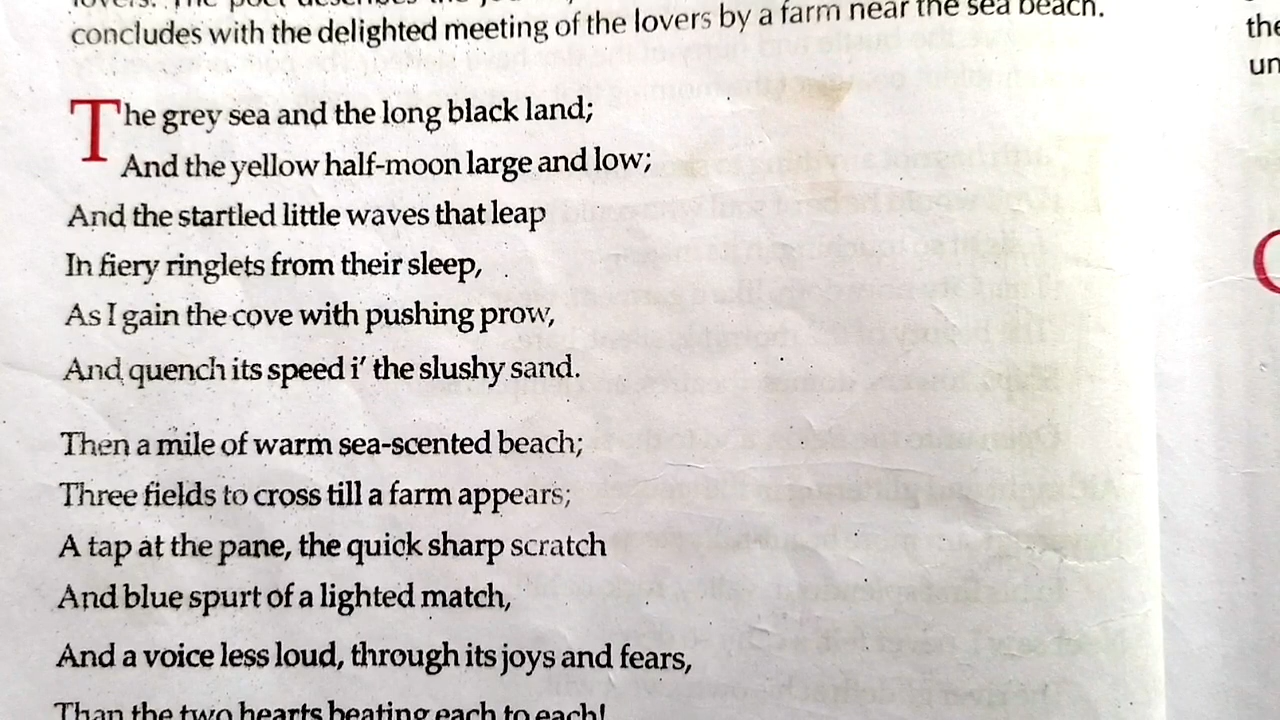 concludes with the delighted meeting of the lovers by a farm near the sea beach.
The grey sea and the long black land;
And the yellow half-moon large and low;
And the startled little waves that leap
In fiery ringlets from their sleep,
As I gain the cove with pushing prow,
And quench its speed i' the slushy sand.
Then a mile of warm sea-scented beach;
Three fields to cross till a farm appears;
A tap at the pane, the quick sharp scratch
And blue spurt of a lighted match,
And a voice less loud, through its joys and fears,
Than the two hearts beating each to each!